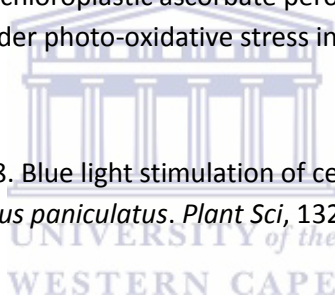 chloroplastic ascorbate pero
der photo-oxidative stress in
8. Blue light stimulation of ce
us paniculatus. Plant Sci, 132
UNIVERSITY of the
WESTERN CAPE